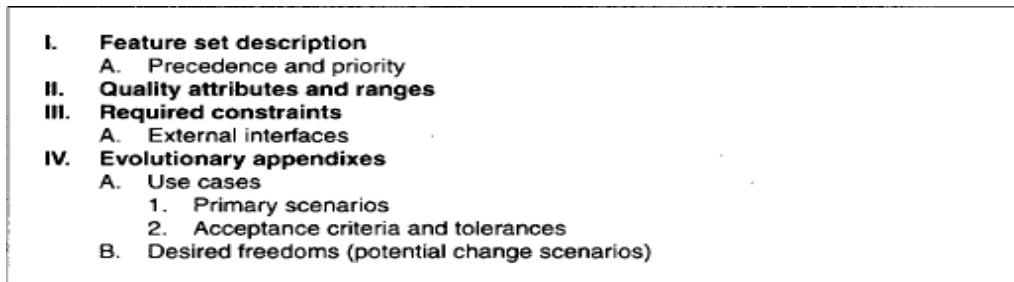 I. Feature set description
A. Precedence and priority
II. Quality attributes and ranges
III. Required constraints
A. External interfaces
IV. Evolutionary appendixes
A. Use cases
1. Primary scenarios
2. Acceptance criteria and tolerances
B. Desired freedoms (potential change scenarios)